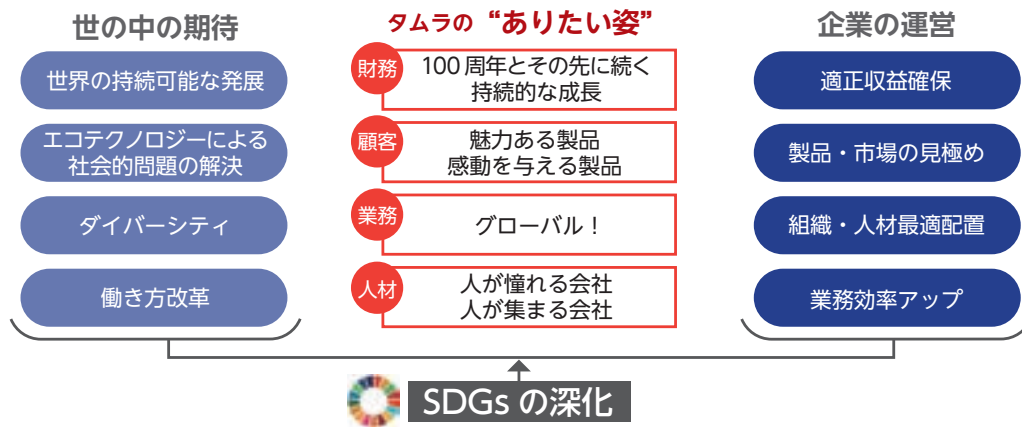 世の中の期待
世界の持続可能な発展
エコテクノロジーによる
社会的問題の解決
ダイバーシティ
働き方改革
タムラの“ありたい姿”
財務
100周年とその先に続く
持続的な成長
顧客
魅力ある製品
感動を与える製品
業務
グローバル！
人材
人が憧れる会社
人が集まる会社
企業の運営
適正収益確保
製品・市場の見極め
組織・人材最適配置
業務効率アップ
SDGs の深化